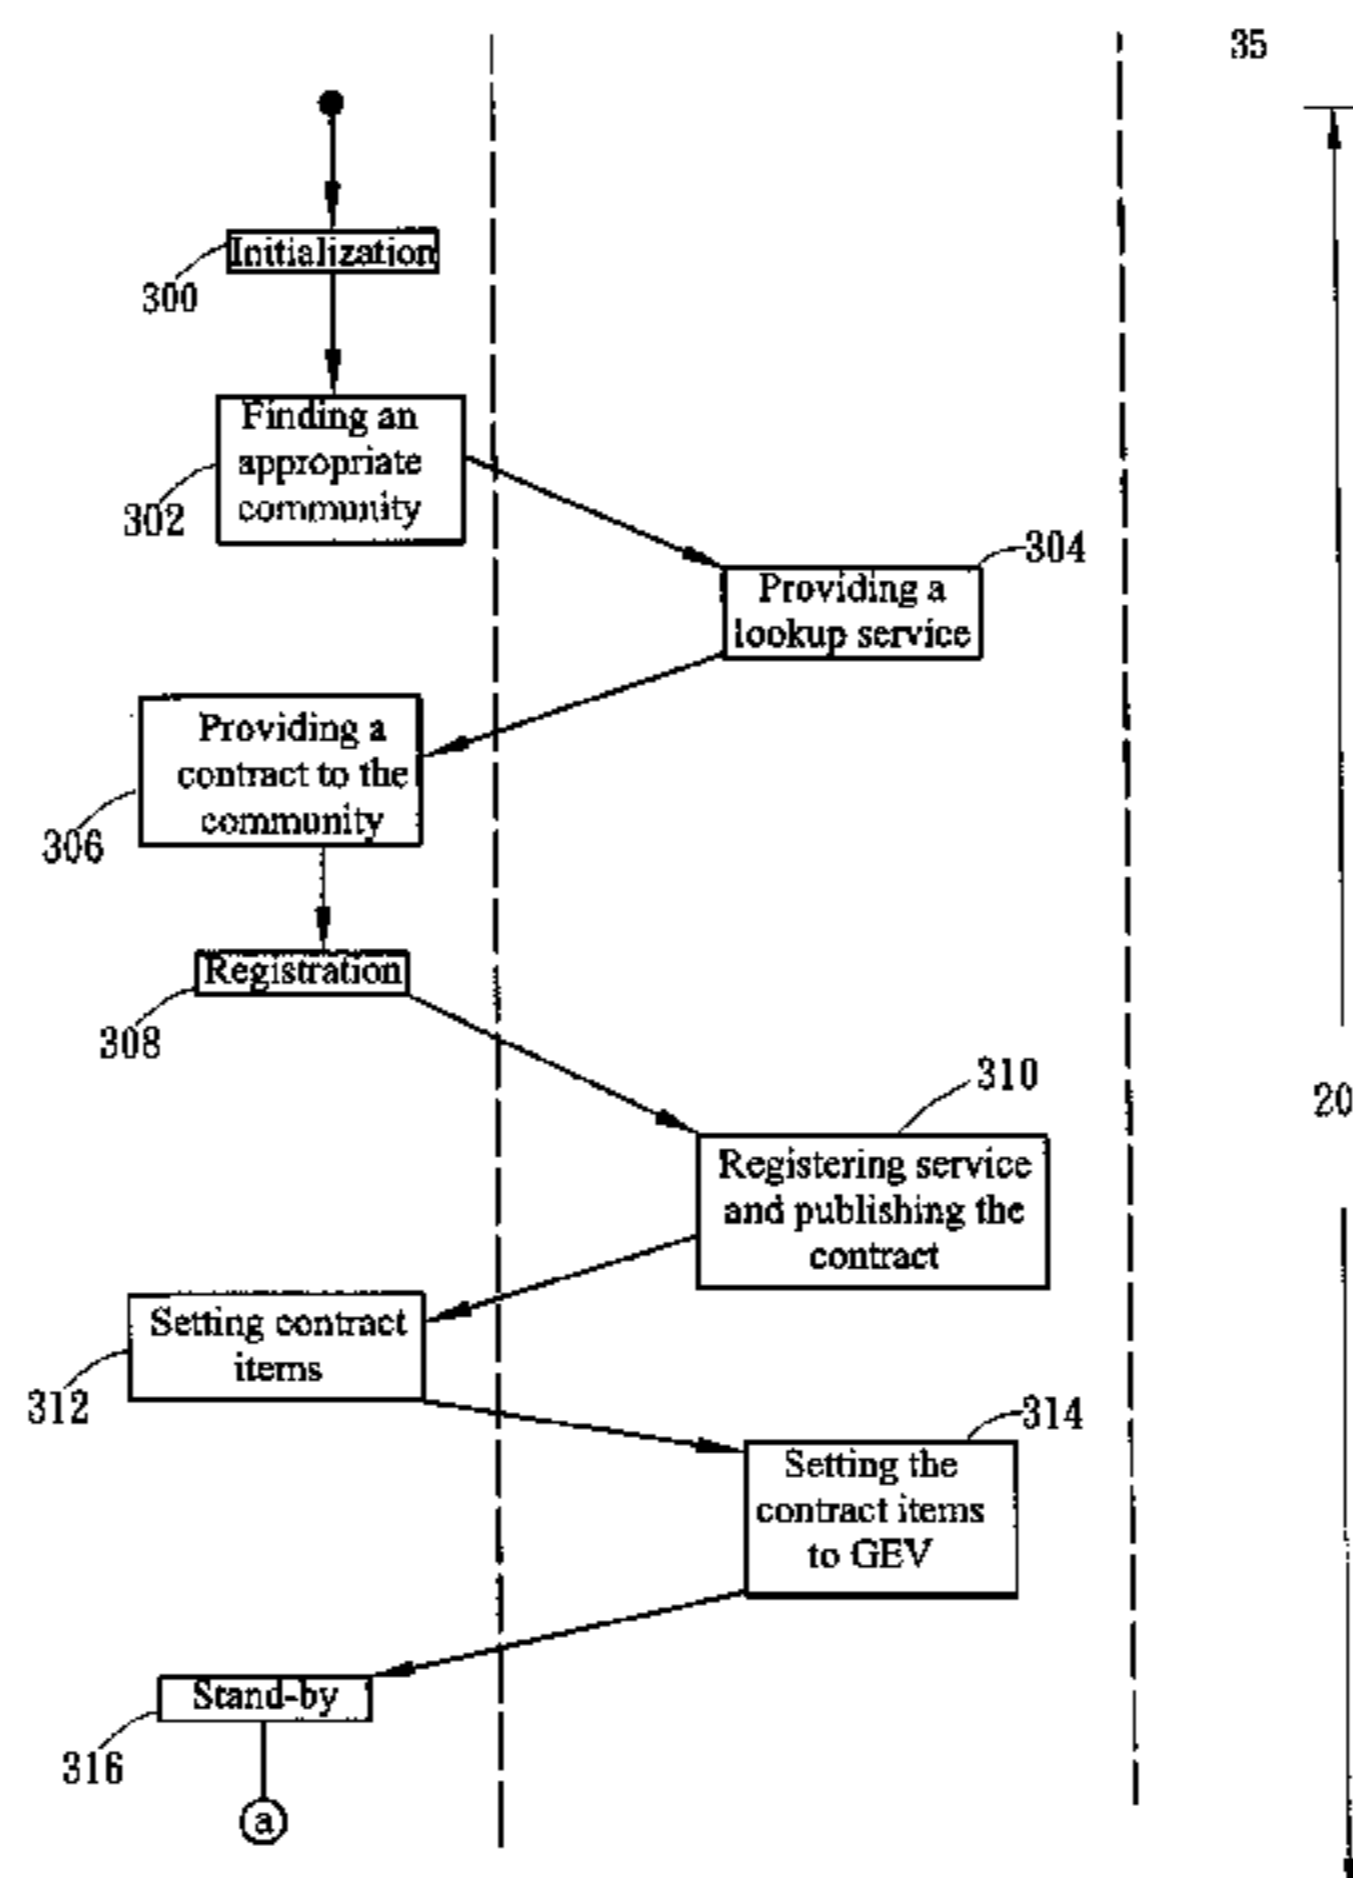 35
Initialization
300
Finding an
appropriate
community
302
304
Providing a
lookup service
Providing a
contract to the
community
306
Registration
308
310
Registering service
and publishing the
contract
20
Setting contract
items
312
314
Setting the
contract items
to GEV
Stand-by
316
a